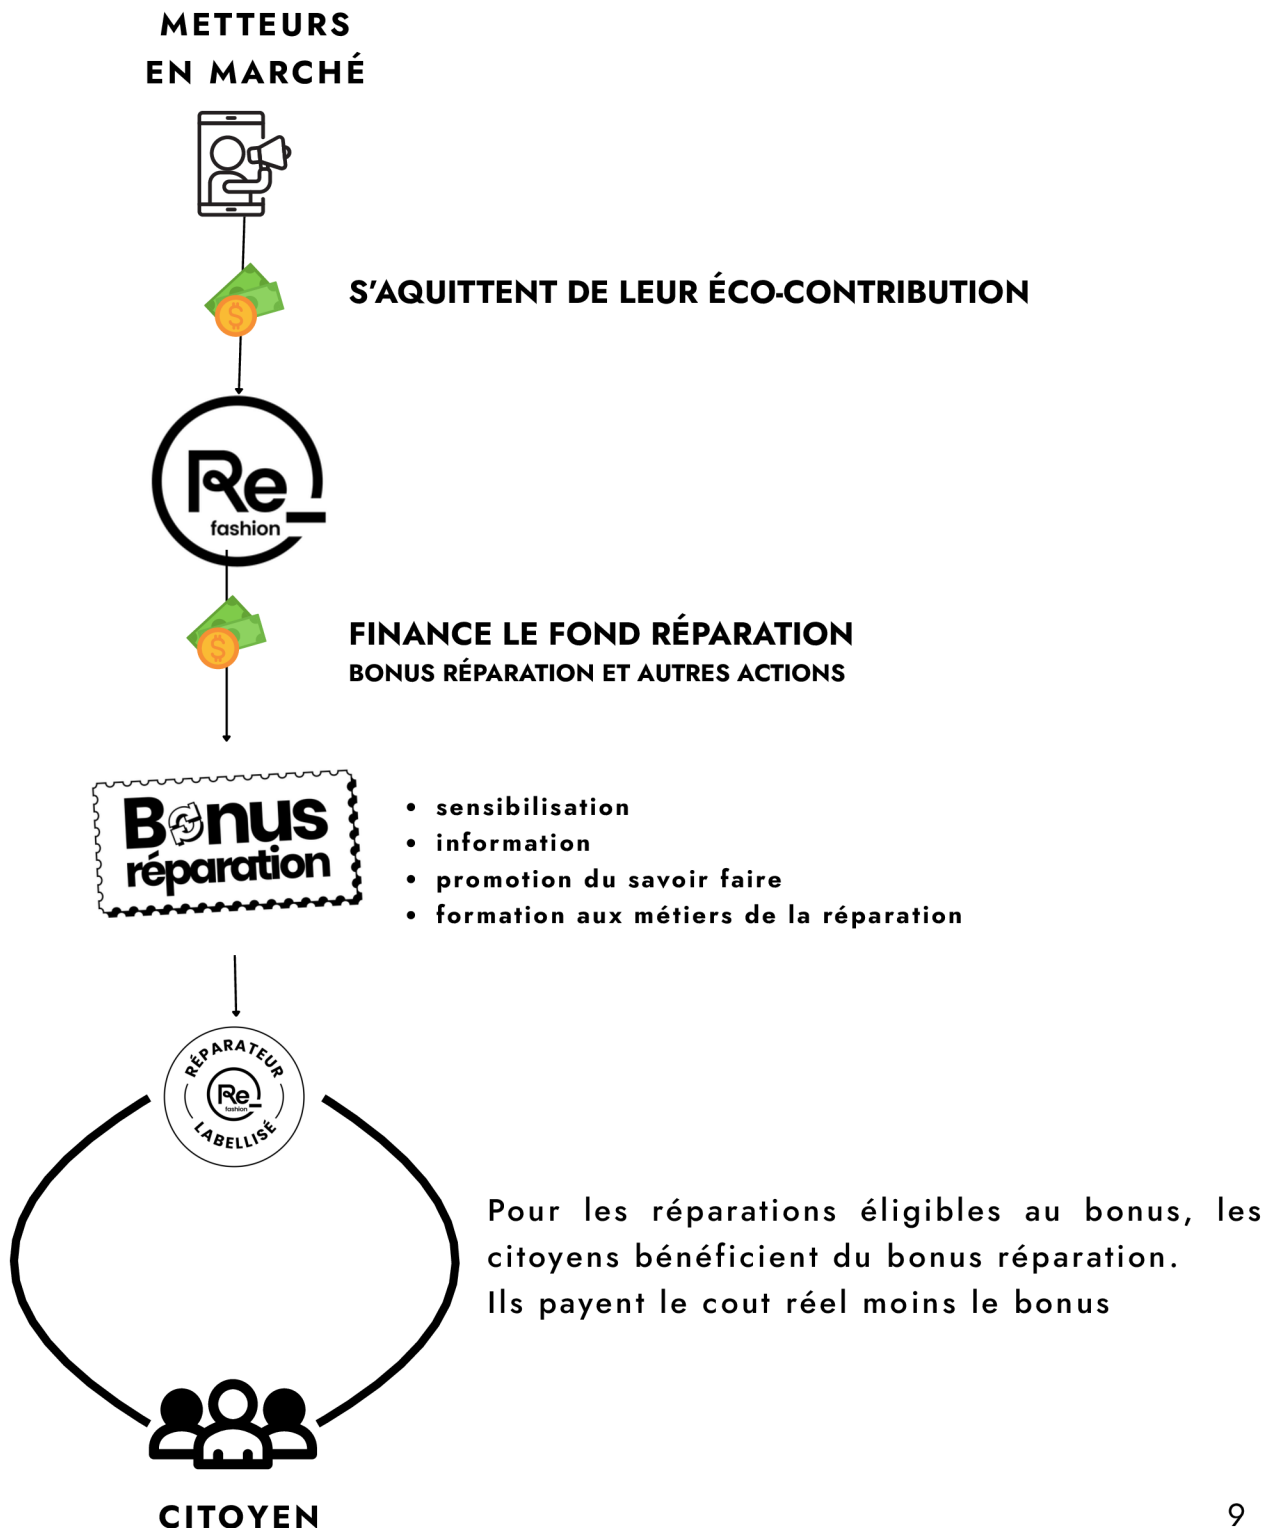 METTEURS
EN MARCHÉ
S’AQUITTENT DE LEUR ÉCO-CONTRIBUTION
Re_
fashion
FINANCE LE FOND RÉPARATION
BONUS RÉPARATION ET AUTRES ACTIONS
Bonus
réparation
• sensibilisation
• information
• promotion du savoir faire
• formation aux métiers de la réparation
RÉPARATEUR
Re_
fashion
LABELLISÉ
Pour les réparations éligibles au bonus, les
citoyens bénéficient du bonus réparation.
Ils payent le cout réel moins le bonus
CITOYEN
9